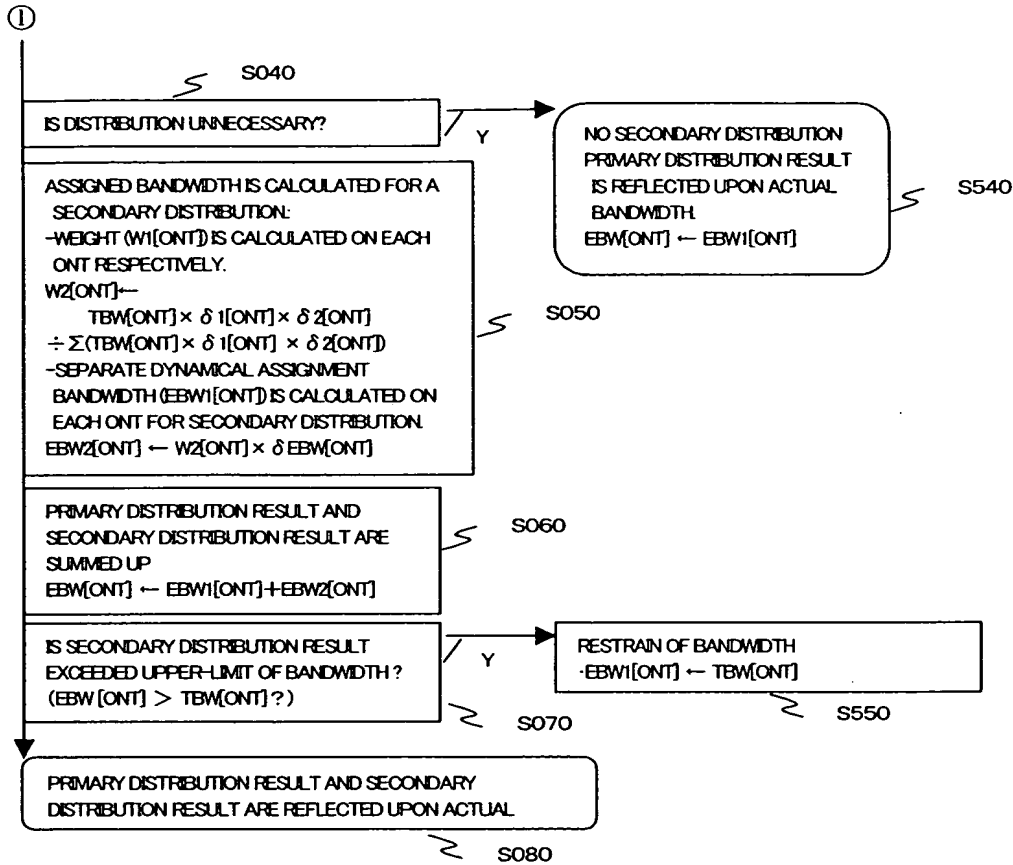 ①
S040
IS DISTRIBUTION UNNECESSARY?
Y
NO SECONDARY DISTRIBUTION
PRIMARY DISTRIBUTION RESULT
IS REFLECTED UPON ACTUAL
BANDWIDTH.
EBW[ONT] ← EBW1[ONT]
S540
ASSIGNED BANDWIDTH IS CALCULATED FOR A
SECONDARY DISTRIBUTION:
-WEIGHT (W1[ONT]) IS CALCULATED ON EACH
ONT RESPECTIVELY.
W2[ONT]←
TBW[ONT] × δ1[ONT] × δ2[ONT]
÷ Σ(TBW[ONT] × δ1[ONT] × δ2[ONT])
-SEPARATE DYNAMICAL ASSIGNMENT
BANDWIDTH (EBW1[ONT]) IS CALCULATED ON
EACH ONT FOR SECONDARY DISTRIBUTION.
EBW2[ONT] ← W2[ONT] × δEBW[ONT]
S050
PRIMARY DISTRIBUTION RESULT AND
SECONDARY DISTRIBUTION RESULT ARE
SUMMED UP
EBW[ONT] ← EBW1[ONT]+EBW2[ONT]
S060
IS SECONDARY DISTRIBUTION RESULT
EXCEEDED UPPER-LIMIT OF BANDWIDTH?
(EBW[ONT] > TBW[ONT]?)
S070
Y
RESTRAIN OF BANDWIDTH
·EBW1[ONT] ← TBW[ONT]
S550
PRIMARY DISTRIBUTION RESULT AND SECONDARY
DISTRIBUTION RESULT ARE REFLECTED UPON ACTUAL
S080